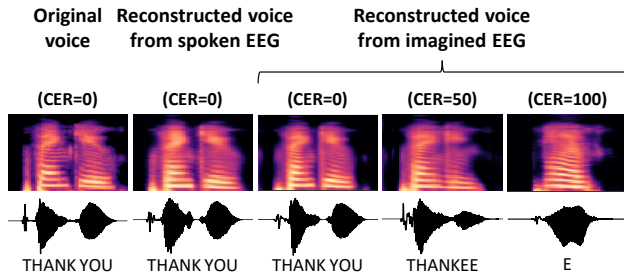 Original voice
Reconstructed voice from spoken EEG
Reconstructed voice from imagined EEG
(CER=0) (CER=0) (CER=0) (CER=50) (CER=100)
THANK YOU THANK YOU THANK YOU THANKEE E